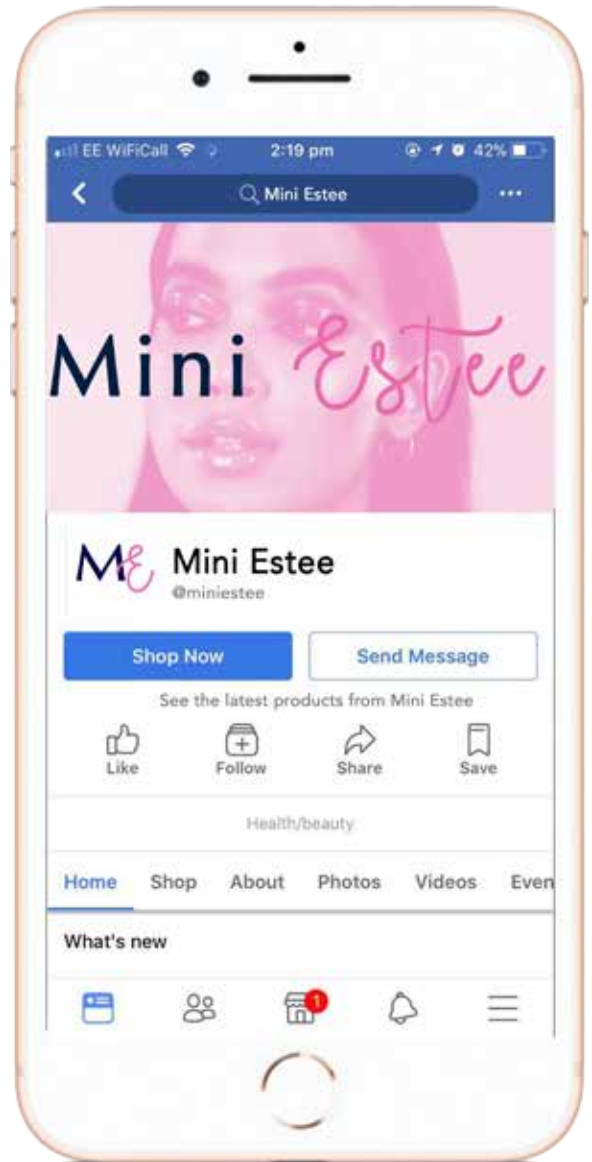 EE WiFiCall 2:19 pm 42%
Mini Estee
Mini Estee
ME Mini Estee
@miniestee
Shop Now Send Message
See the latest products from Mini Estee
Like Follow Share Save
Health/beauty
Home Shop About Photos Videos Even
What's new
1